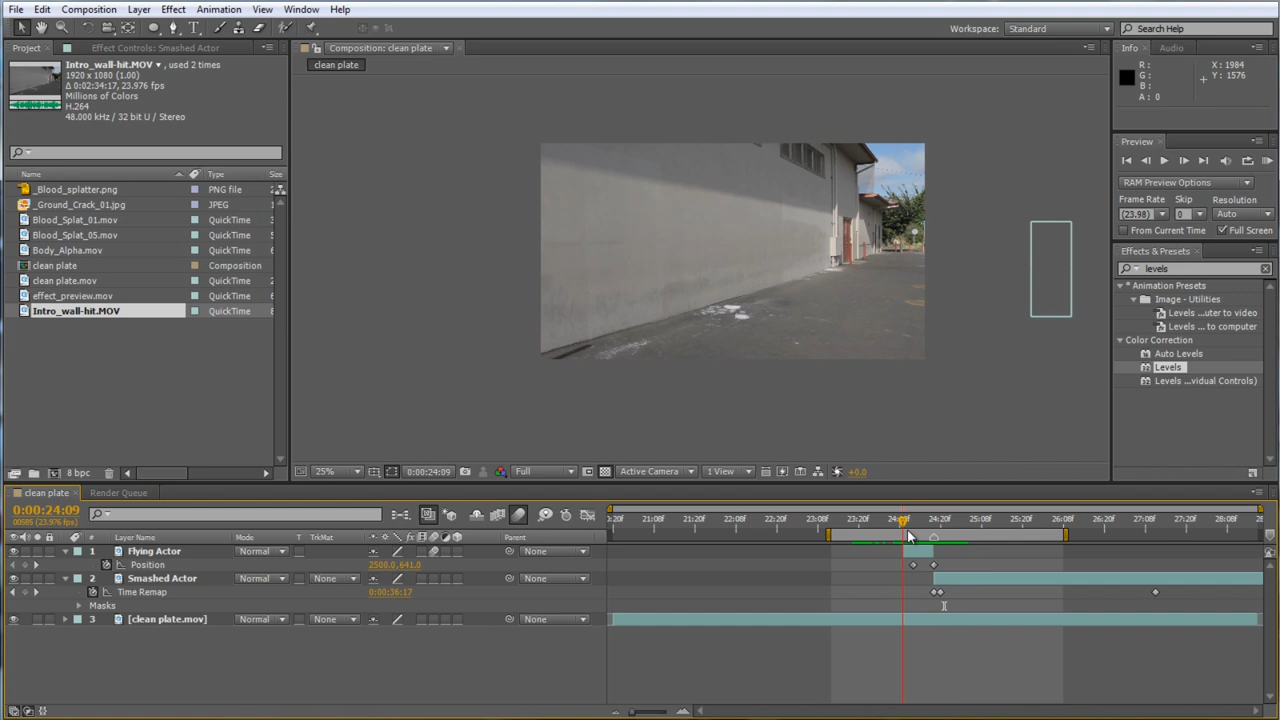 File Edit Composition Layer Effect Animation View Window Help
Workspace: Standard Search Help
Project Effect Controls: Smashed Actor
Composition: clean plate
clean plate
Intro_wall-hit.MOV ▾ , used 2 times
1920 x 1080 (1.00)
Δ 0:02:34:17, 23.976 fps
Millions of Colors
H.264
48.000 kHz / 32 bit U / Stereo
Info Audio
R : X : 1984
G : Y : 1576
B :
A : 0
Preview
RAM Preview Options
Frame Rate Skip Resolution
(23.98) 0 Auto
From Current Time Full Screen
Name Type
_Blood_splatter.png PNG file
_Ground_Crack_01.jpg JPEG
Blood_Splat_01.mov QuickTime
Blood_Splat_05.mov QuickTime
Body_Alpha.mov QuickTime
clean plate Composition
clean plate.mov QuickTime
effect_preview.mov QuickTime
Intro_wall-hit.MOV QuickTime
Effects & Presets
levels
* Animation Presets
Image - Utilities
Levels ...uter to video
Levels ... to computer
Color Correction
Auto Levels
Levels
Levels ...vidual Controls)
8 bpc
25% 0:00:24:09 Full Active Camera 1 View +0.0
clean plate Render Queue
0:00:24:09
00585 (23.976 fps)
:20f 21:08f 21:20f 22:08f 22:20f 23:08f 23:20f 24:20f 25:08f 25:20f 26:08f 26:20f 27:08f 27:20f 28:08f
# Layer Name Mode T TrkMat Parent
1 Flying Actor Normal None
Position 2500.0,641.0
2 Smashed Actor Normal None None
Time Remap 0:00:36:17
Masks
3 [clean plate.mov] Normal None None